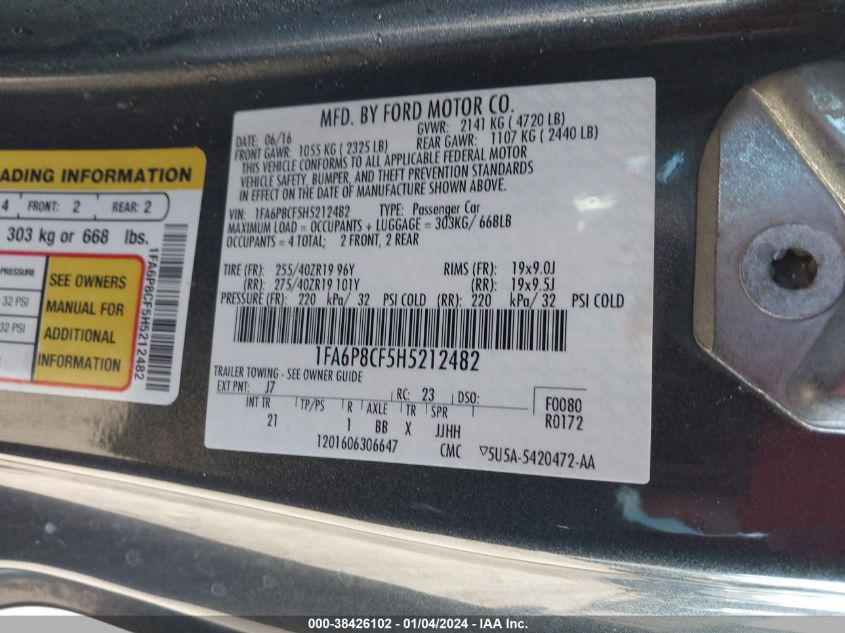 ADING INFORMATION
4 FRONT: 2 REAR: 2
303 kg or 668 lbs.
PRESSURE
32 PSI
32 PSI
SEE OWNERS
MANUAL FOR
ADDITIONAL
INFORMATION
1FA6P8CF5H5212482
MFD. BY FORD MOTOR CO.
DATE: 06/16 GVWR: 2141 KG ( 4720 LB)
FRONT GAWR: 1055 KG ( 2325 LB) REAR GAWR: 1107 KG ( 2440 LB)
THIS VEHICLE CONFORMS TO ALL APPLICABLE FEDERAL MOTOR
VEHICLE SAFETY, BUMPER, AND THEFT PREVENTION STANDARDS
IN EFFECT ON THE DATE OF MANUFACTURE SHOWN ABOVE.
VIN: 1FA6P8CF5H5212482 TYPE: Passenger Car
MAXIMUM LOAD = OCCUPANTS + LUGGAGE = 303KG/ 668LB
OCCUPANTS = 4 TOTAL; 2 FRONT, 2 REAR
TIRE (FR): 255/40ZR19 96Y RIMS (FR): 19x9.0J
(RR): 275/40ZR19 101Y (RR): 19x9.5J
PRESSURE (FR): 220 kPa/ 32 PSI COLD (RR): 220 kPa/ 32 PSI COLD
1FA6P8CF5H5212482
TRAILER TOWING - SEE OWNER GUIDE
EXT PNT: J7 RC: 23 DSO: F0080
INT TR TP/PS R AXLE TR SPR R0172
21 1 BB X JJHH
1201606306647 CMC ▽5U5A-5420472-AA
000-38426102 - 01/04/2024 - IAA Inc.